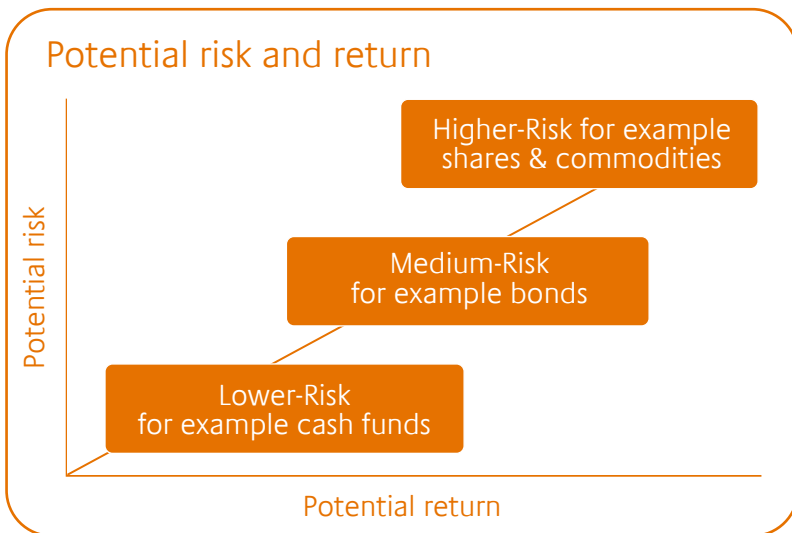 Potential risk and return
Higher-Risk for example
shares & commodities
Potential risk
Medium-Risk
for example bonds
Lower-Risk
for example cash funds
Potential return